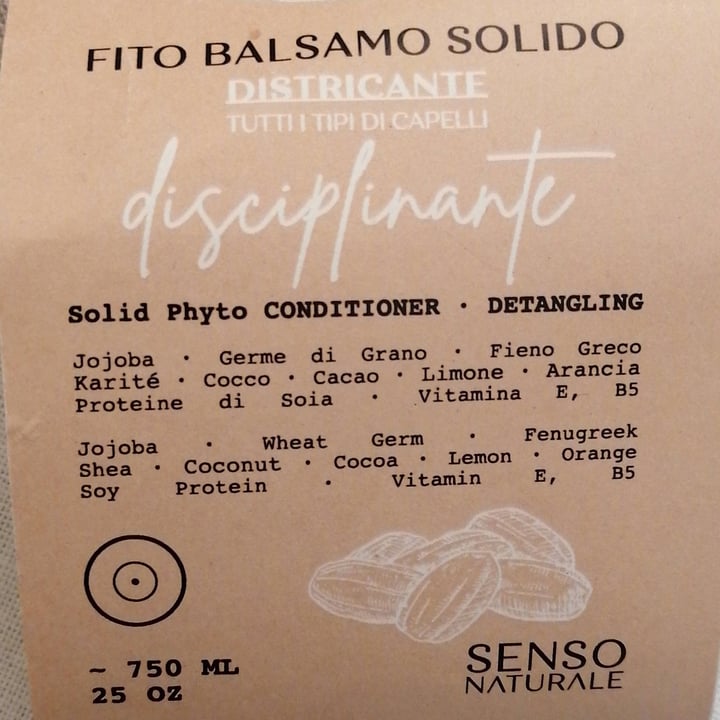 FITO BALSAMO SOLIDO
DISTRICANTE
TUTTI I TIPI DI CAPELLI
disciplinante
Solid Phyto CONDITIONER · DETANGLING
Jojoba · Germe di Grano · Fieno Greco
Karité · Cocco · Cacao · Limone · Arancia
Proteine di Soia · Vitamina E, B5
Jojoba · Wheat Germ · Fenugreek
Shea · Coconut · Cocoa · Lemon · Orange
Soy Protein · Vitamin E, B5
~ 750 ML
25 OZ
SENSO
NATURALE